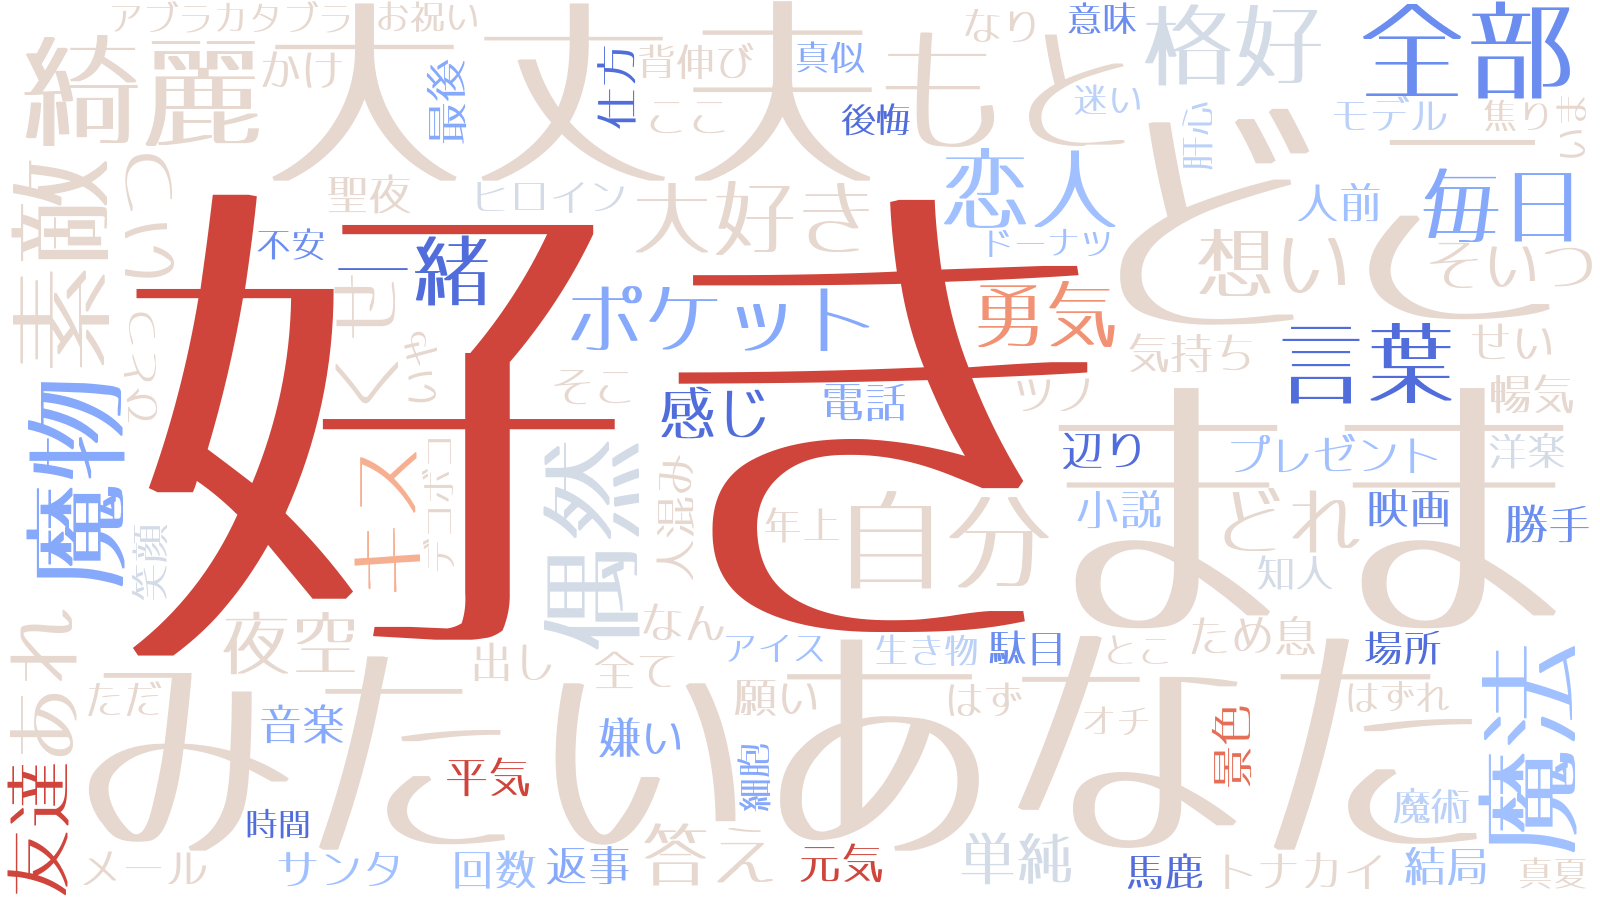 アブラカタブラ
お祝い
なり
意味
格好
全部
綺麗
かけ
大丈夫
最後
仕方
背伸び
真似
ここ
後悔
もと
迷い
肝心
モデル
焦り
まい
素敵
こい
聖夜
ヒロイン
大好き
恋人
ドーナツ
ど
人前
毎日
じ
想い
そいつ
不安
一緒
せく
ポケット
勇気
好き
気持ち
言葉
せい
そこ
感じ
電話
ツノ
暢気
魔物
辺り
プレゼント
洋楽
キス
デコボコ
偶然
人混み
年上
自分
よよ
小説
どれ
映画
勝手
知人
笑顔
あれ
夜空
出し
なん
全て
アイス
生き物
駄目
とこ
ため息
場所
ただ
音楽
みたい
嫌い
願い
はず
あなた
オチ
景色
はずれ
魔法
友達
平気
細胞
時間
魔術
メール
サンタ
回数
返事
答え
元気
単純
馬鹿
トナカイ
結局
真夏